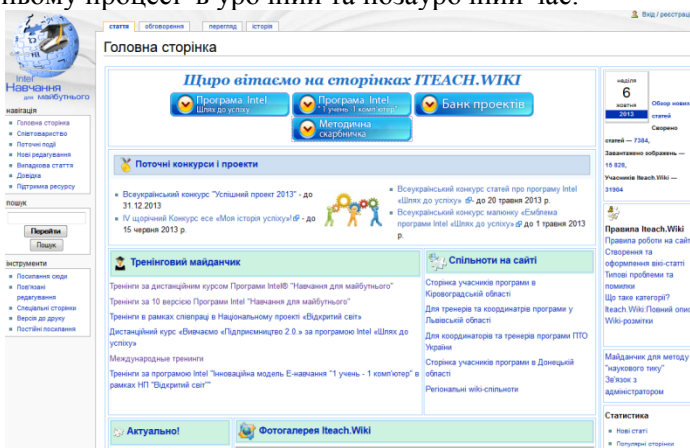 ньому процесі в урочний та позаурочний час.
Вхід / реєстрац
стаття
обговорення
перегляд
історія
Головна сторінка
Intel
Навчання
для майбутнього
навігація
Головна сторінка
Співтовариство
Поточні події
Нові редагування
Випадкова стаття
Довідка
Підтримка ресурсу
пошук
Перейти
Пошук
інструменти
Посилання сюди
Пов'язані
редагування
Спеціальні сторінки
Версія до друку
Постійні посилання
Щиро вітаємо на сторінках ITEACH.WIKI
Програма Intel
Шлях до успіху
Програма Intel
"1 учень - 1 комп'ютер"
Банк проектів
Методична
скарбничка
Поточні конкурси і проекти
Всеукраїнський конкурс "Успішний проект 2013" - до
31.12.2013
IV щорічний Конкурс есе «Моя історія успіху»! - до
15 червня 2013 р.
Всеукраїнський конкурс статей про програму Intel
«Шлях до успіху» - до 20 травня 2013 р.
Всеукраїнський конкурс малюнку «Емблема
програми Intel «Шлях до успіху» до 1 травня 2013
р.
Тренінговий майданчик
Тренінги за дистанційним курсом Програми Intel® "Навчання для майбутнього"
Тренінги за 10 версією Програми Intel "Навчання для майбутнього"
Тренінги в рамках співпраці в Національному проекті «Відкритий світ»
Дистанційний курс «Вивчаємо «Підприємництво 2.0.» за програмою Intel «Шлях до
успіху»
Международные тренинги
Тренінги за програмою Intel "Інноваційна модель Е-навчання "1 учень - 1 комп'ютер" в
рамках НП "Відкритий світ""
Спільноти на сайті
Сторінка учасників програми в
Кіровоградській області
Для тренерів та координатрів програми у
Львівській області
Для координаторів та тренерів програми ПТО
України
Сторінка учасників програми в Донецькій
області
Регіональні wiki-спільноти
Актуально!
Фотогалерея Iteach.Wiki
неділя
6
жовтня
2013
Обзор новых
статей
Сворено
статей — 7384,
Завантажено зображень —
15 828,
Учасників Iteach.Wiki —
31904
Правила Iteach.Wiki
Правила роботи на сайт
Створення та
оформлення вікі-статті
Типові проблеми та
помилки
Що таке категорії?
Iteach.Wiki:Повний опис
Wiki-розмітки
Майданчик для методу
"наукового тику"
Зв'язок з
адміністратором
Статистика
Нові статі
Популярні сторінки